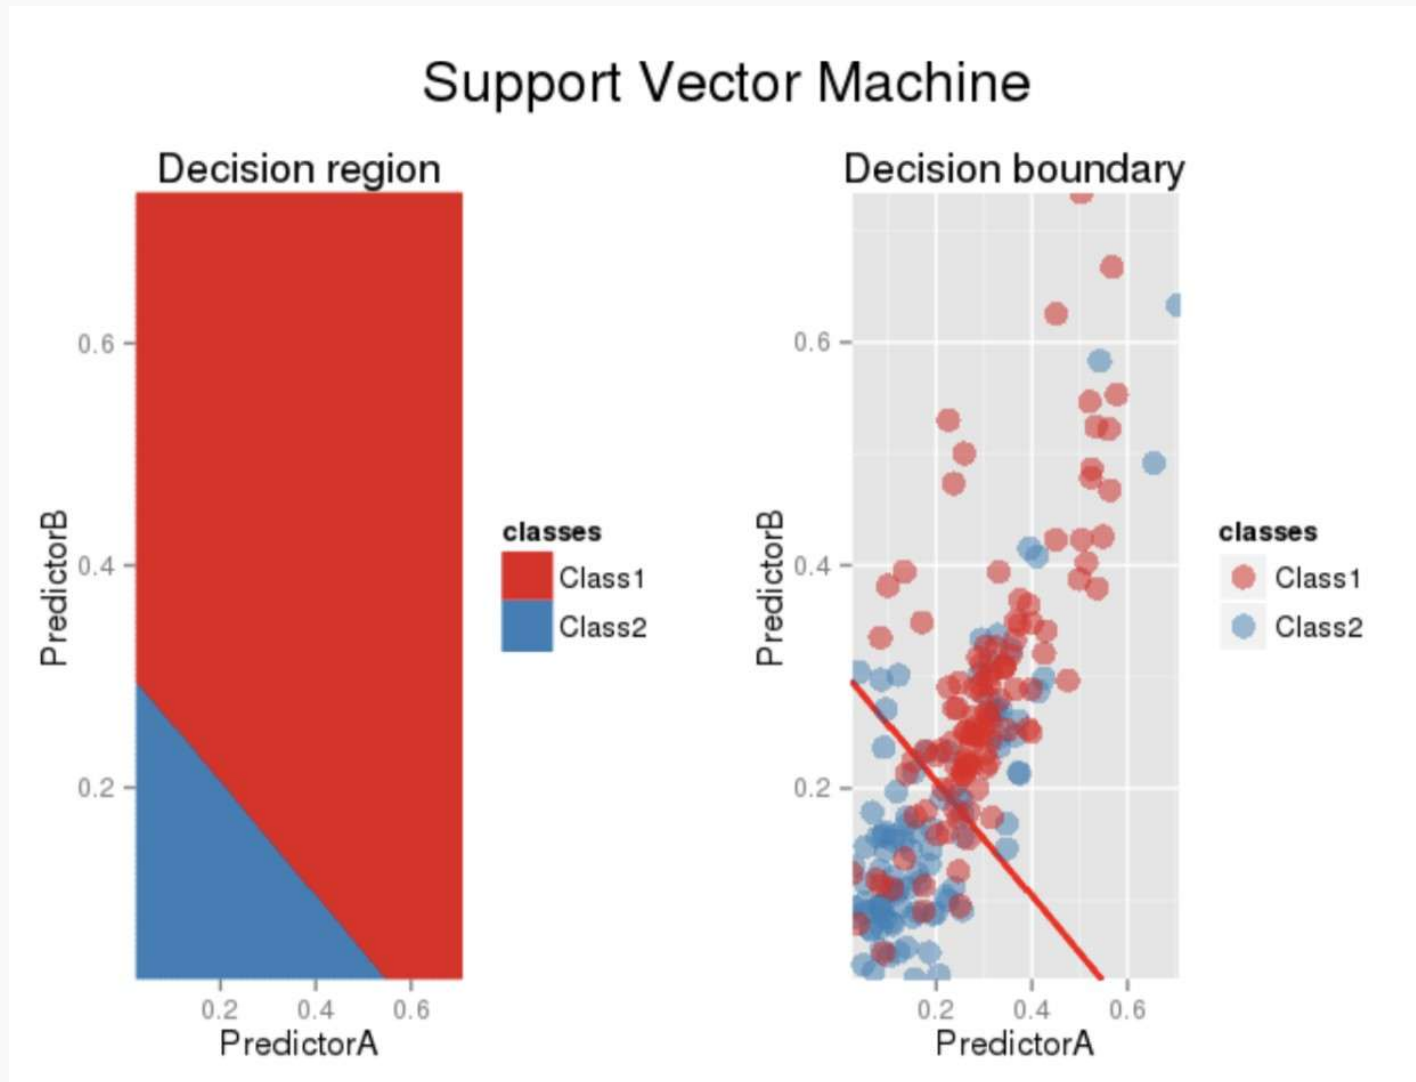 Support Vector Machine
Decision region
PredictorB
0.6
0.4
0.2
0.2 0.4 0.6
PredictorA
classes
Class1
Class2
Decision boundary
PredictorB
0.6
0.4
0.2
0.2 0.4 0.6
PredictorA
classes
Class1
Class2